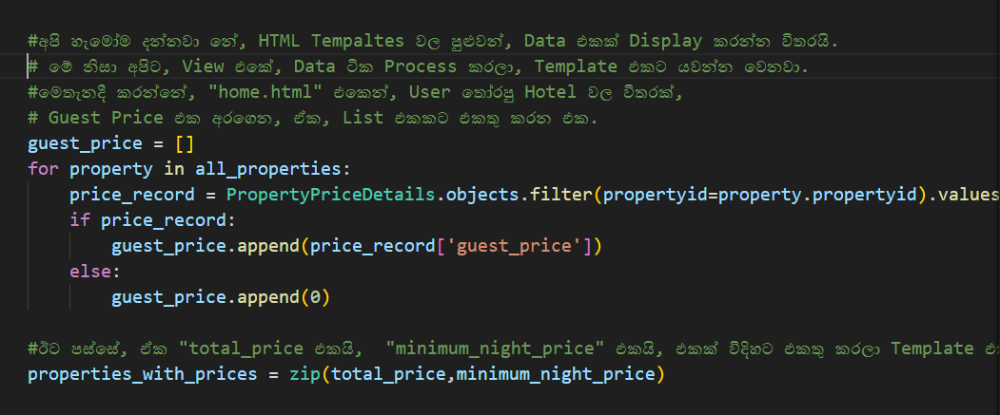 #අපි හැමෝම දන්නවා නේ, HTML Tempaltes වල පුළුවන්, Data එකක් Display කරන්න විතරයි.
# මේ නිසා අපිට, View එකේ, Data ටික Process කරලා, Template එකට යවන්න වෙනවා.
#මෙතැනදී කරන්නේ, "home.html" එකෙන්, User තෝරපු Hotel වල විතරක්,
# Guest Price එක අරගෙන, ඒක, List එකකට එකතු කරන එක.
guest_price = []
for property in all_properties:
    price_record = PropertyPriceDetails.objects.filter(propertyid=property.propertyid).values
    if price_record:
        guest_price.append(price_record['guest_price'])
    else:
        guest_price.append(0)
#ඊට පස්සේ, ඒක "total_price එකයි,  "minimum_night_price" එකයි, එකක් විදිහට එකතු කරලා Template
properties_with_prices = zip(total_price,minimum_night_price)